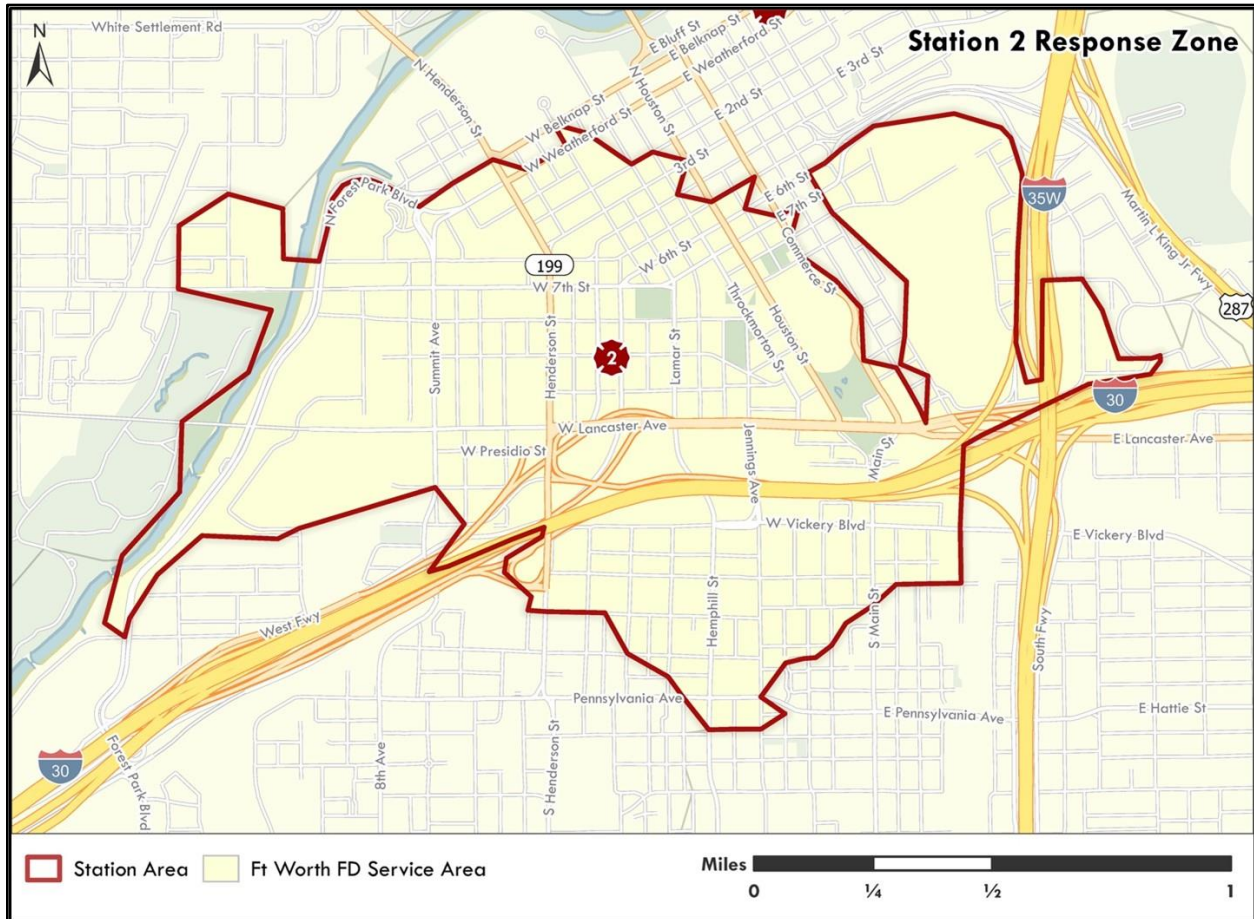 Station 2 Response Zone
N
White Settlement Rd
E Bluff St
E Belknap St
E Weatherford St
E 3rd St
N Henderson St
N Houston St
E 2nd St
W Belknap St
W Weatherford St
3rd St
N Forest Park Blvd
E 6th St
E 7th St
35W
Martin L King Jr Fwy
287
W 6th St
Commerce St
199
W 7th St
Throckmorton St
Houston St
Summit Ave
Henderson St
2
Lamar St
30
W Lancaster Ave
W Presidio St
Jennings Ave
Main St
E Lancaster Ave
W Vickery Blvd
E Vickery Blvd
Hemphill St
S Main St
West Fwy
South Fwy
Pennsylvania Ave
E Pennsylvania Ave
E Hattie St
30
Forest Park Blvd
8th Ave
S Henderson St
Station Area
Ft Worth FD Service Area
Miles
0 ¼ ½ 1